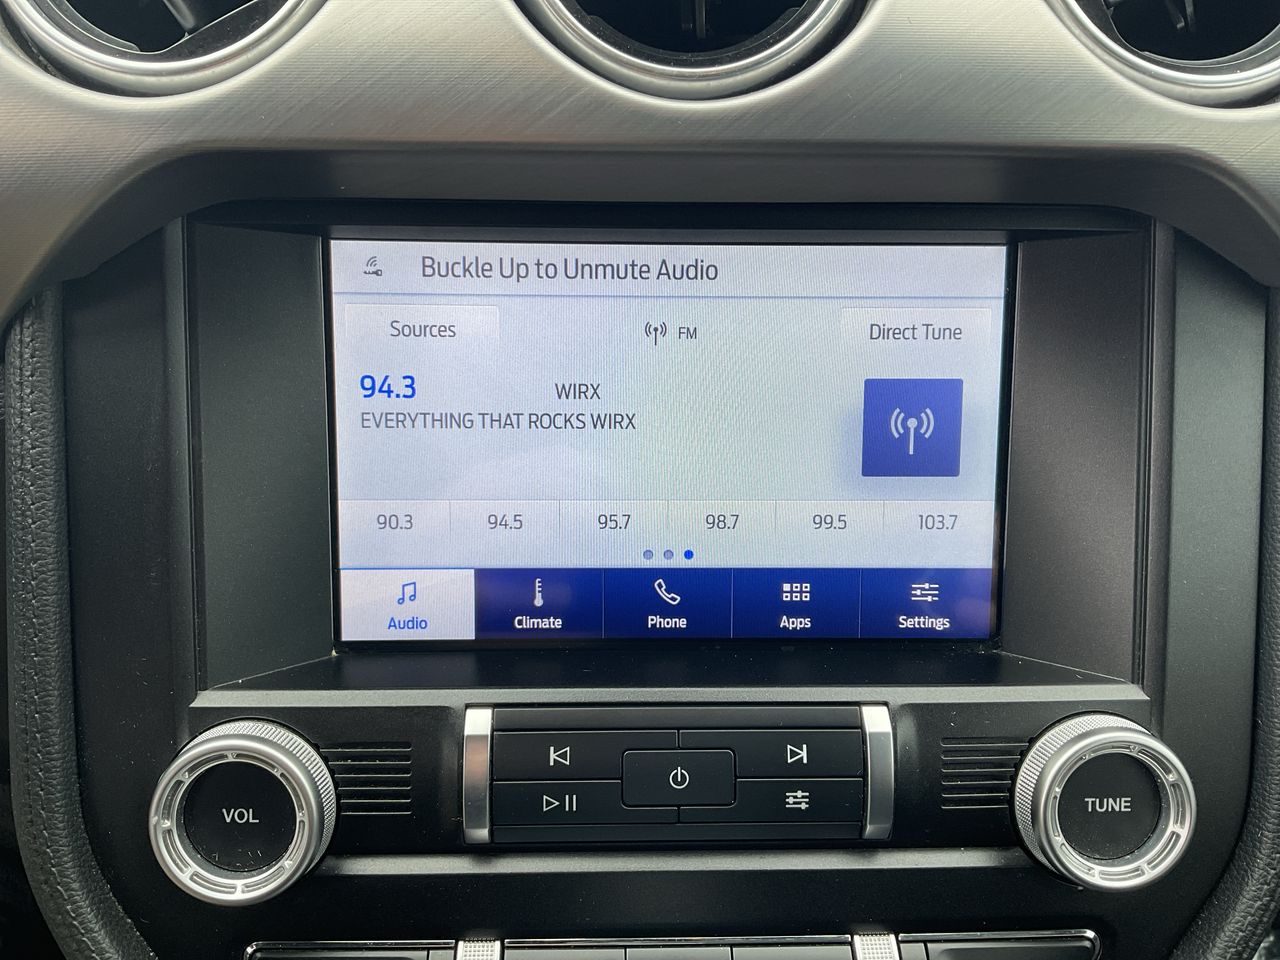 Buckle Up to Unmute Audio
Sources FM Direct Tune
94.3 WIRX
EVERYTHING THAT ROCKS WIRX
90.3 94.5 95.7 98.7 99.5 103.7
Audio Climate Phone Apps Settings
VOL TUNE